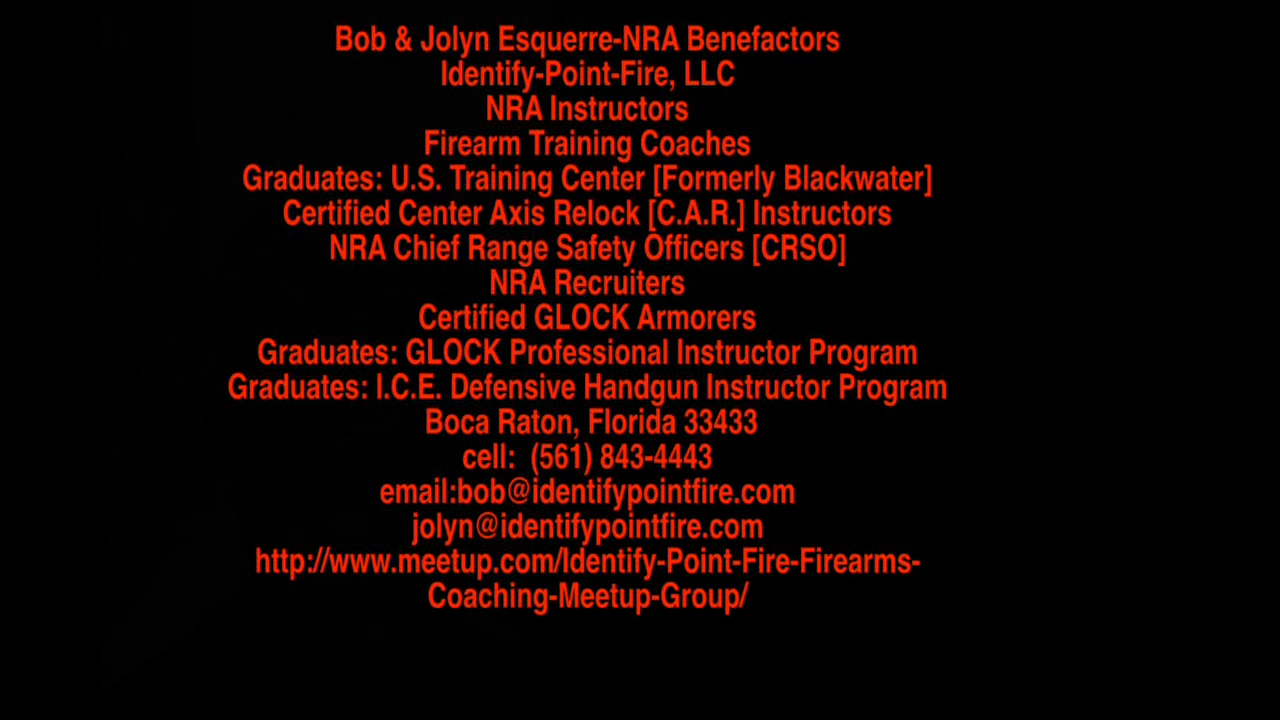 Bob & Jolyn Esquerre-NRA Benefactors
Identify-Point-Fire, LLC
NRA Instructors
Firearm Training Coaches
Graduates: U.S. Training Center [Formerly Blackwater]
Certified Center Axis Relock [C.A.R.] Instructors
NRA Chief Range Safety Officers [CRSO]
NRA Recruiters
Certified GLOCK Armorers
Graduates: GLOCK Professional Instructor Program
Graduates: I.C.E. Defensive Handgun Instructor Program
Boca Raton, Florida 33433
cell:  (561) 843-4443
email:bob@identifypointfire.com
jolyn@identifypointfire.com
http://www.meetup.com/Identify-Point-Fire-Firearms-
Coaching-Meetup-Group/